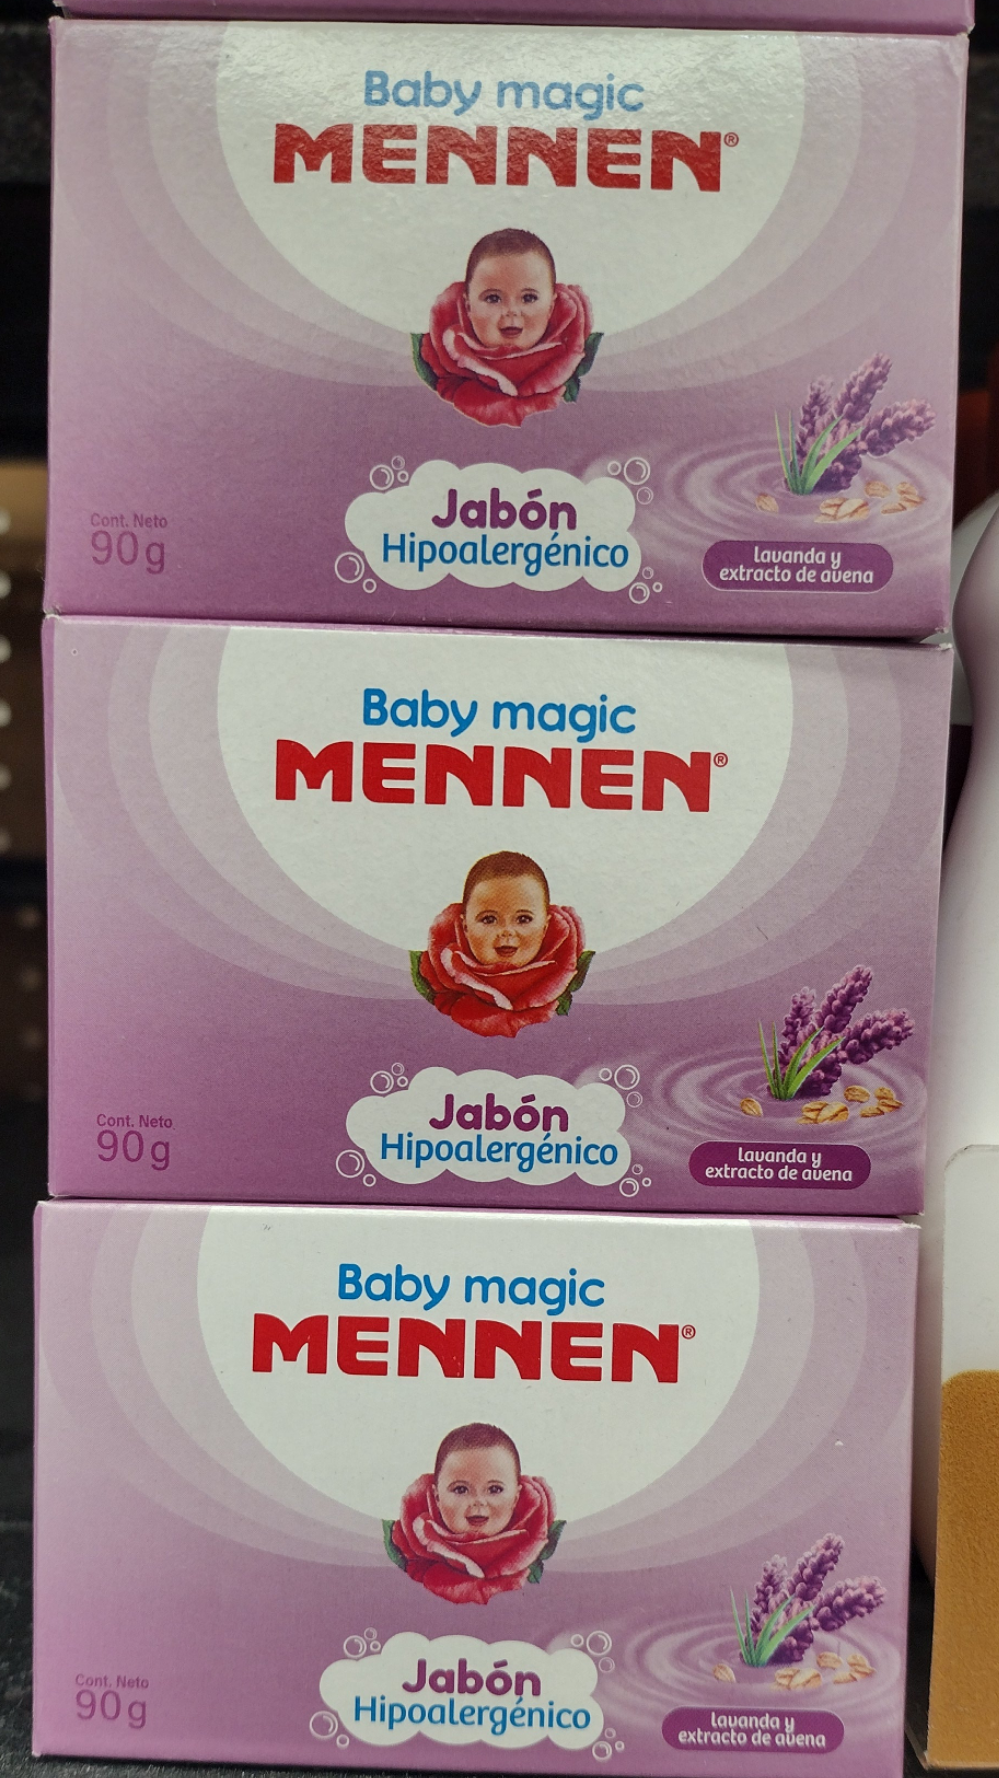 Baby magic
MENNEN®
Jabón
Hipoalergénico
Cont. Neto
90g
lavanda y
extracto de avena
Baby magic
MENNEN®
Jabón
Hipoalergénico
Cont. Neto
90g
lavanda y
extracto de avena
Baby magic
MENNEN®
Jabón
Hipoalergénico
Cont. Neto
90g
lavanda y
extracto de avena